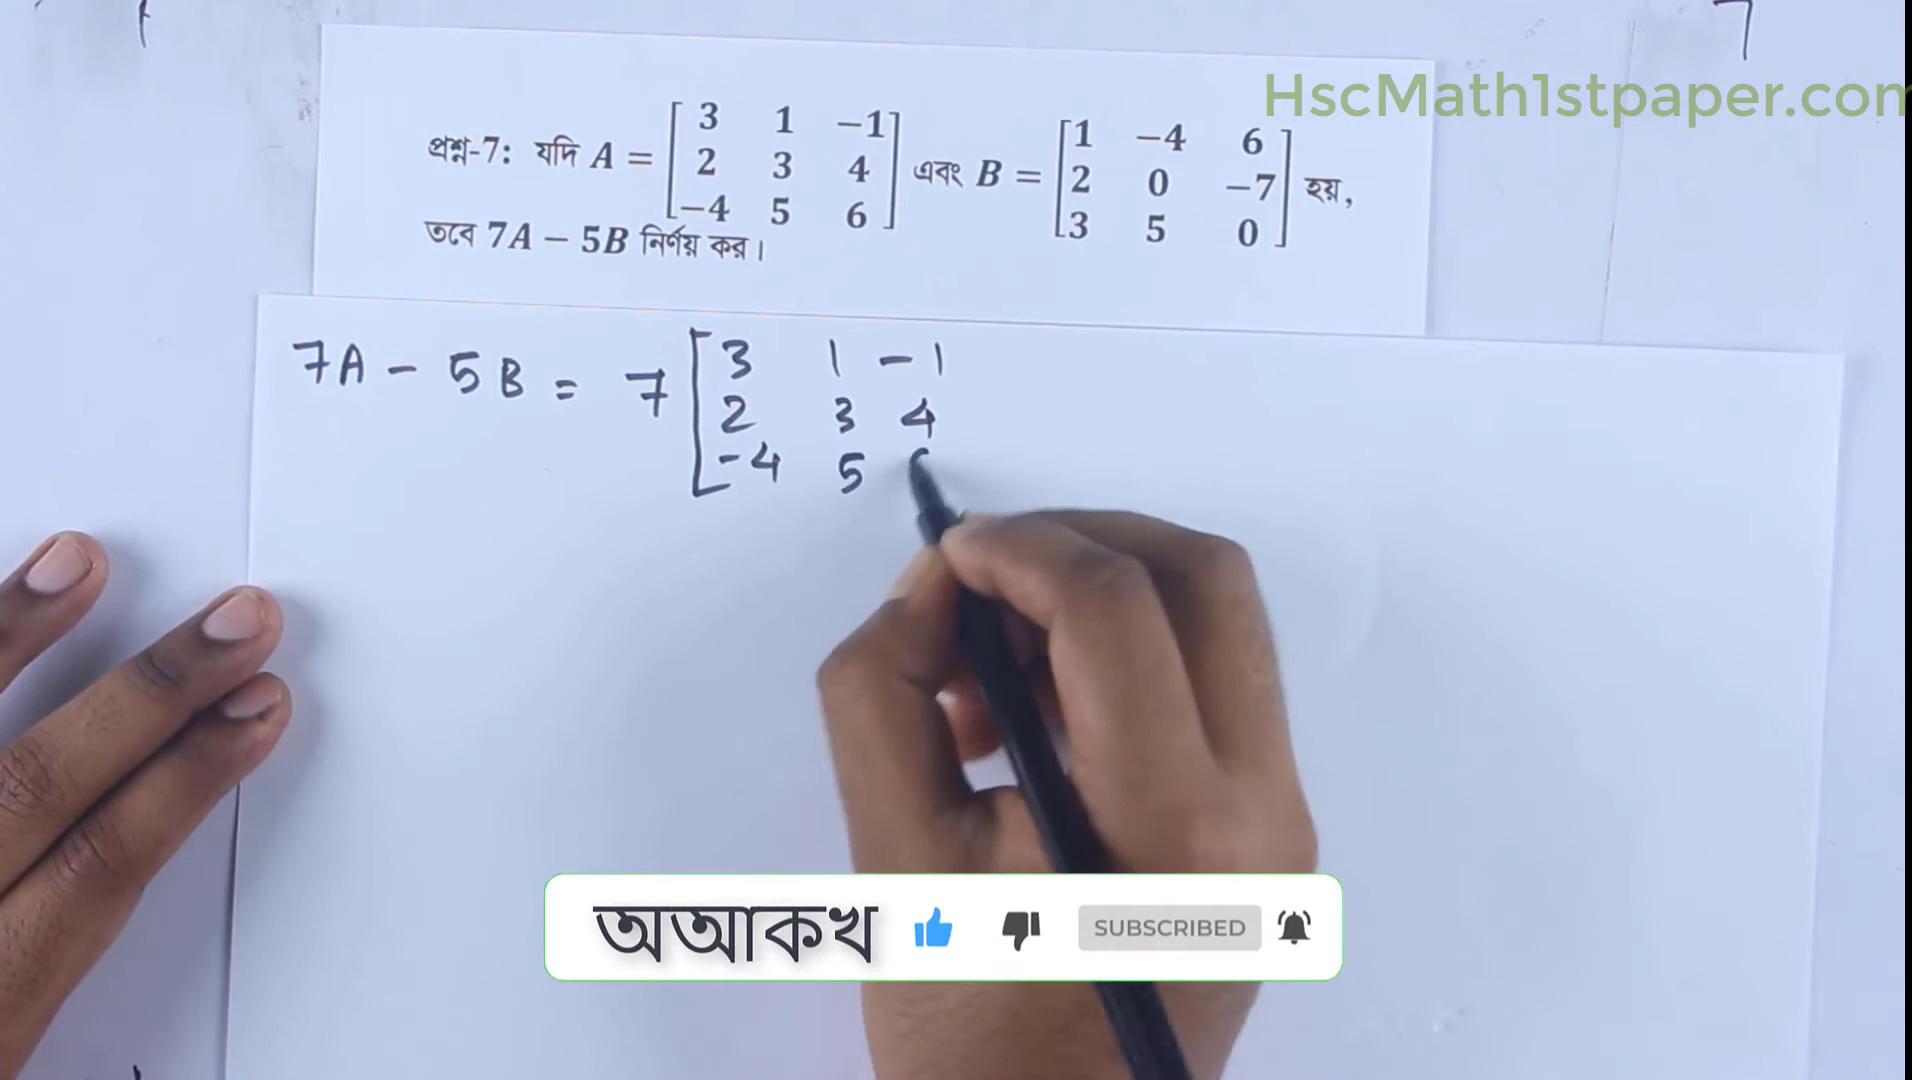 HscMath1stpaper.com
প্রশ্ন-7: যদি A = [3 1 −1
2 3 4
−4 5 6] এবং B = [1 −4 6
2 0 −7
3 5 0] হয়,
তবে 7A − 5B নির্ণয় কর।
7A - 5B = 7 [3 1 -1
2 3 4
-4 5
অআকখ SUBSCRIBED